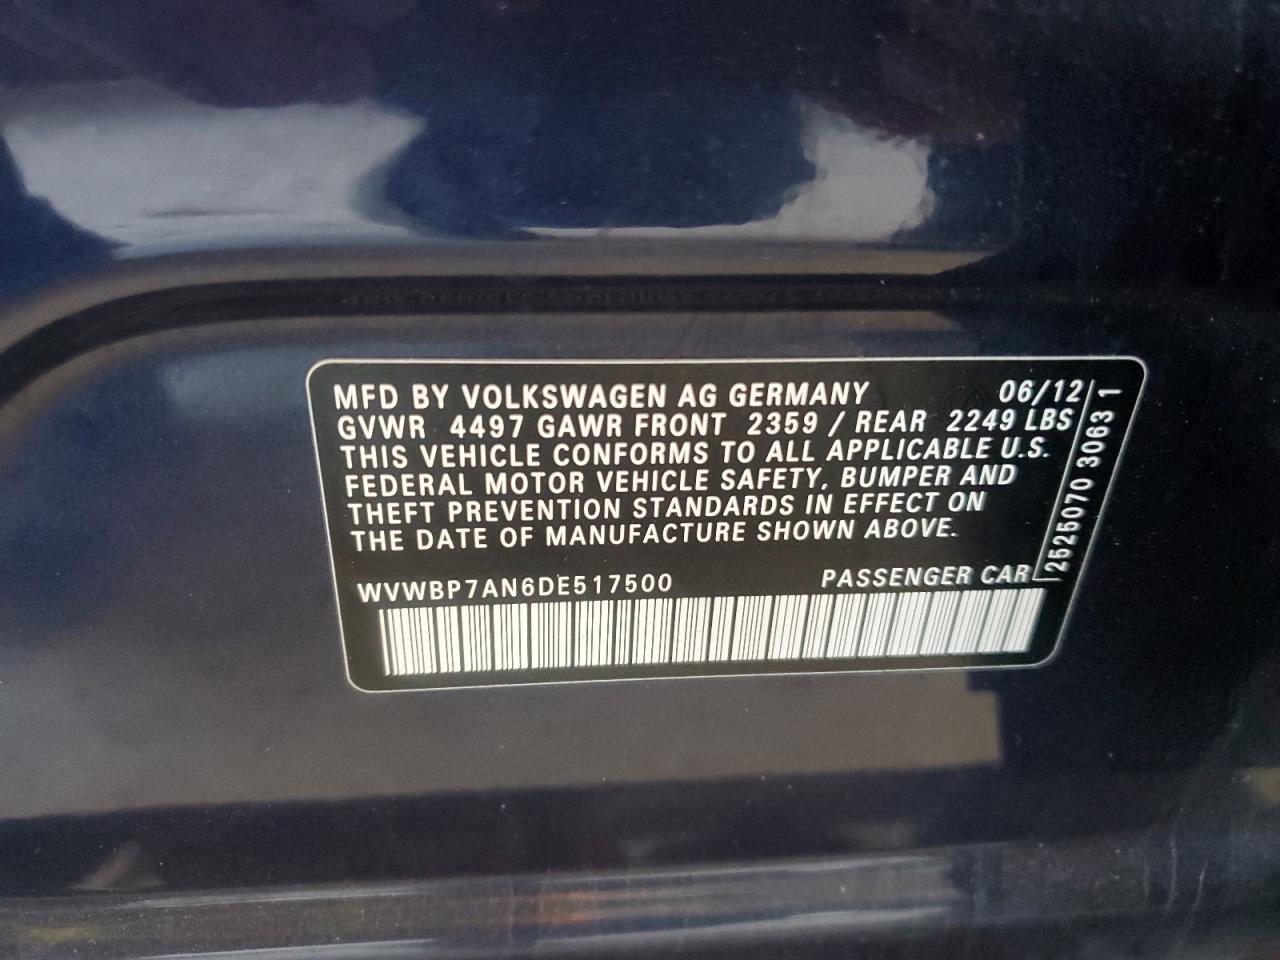 MFD BY VOLKSWAGEN AG GERMANY 06/12
GVWR 4497 GAWR FRONT 2359 / REAR 2249 LBS
THIS VEHICLE CONFORMS TO ALL APPLICABLE U.S.
FEDERAL MOTOR VEHICLE SAFETY, BUMPER AND
THEFT PREVENTION STANDARDS IN EFFECT ON
THE DATE OF MANUFACTURE SHOWN ABOVE.
WVWBP7AN6DE517500 PASSENGER CAR
2525070 30631